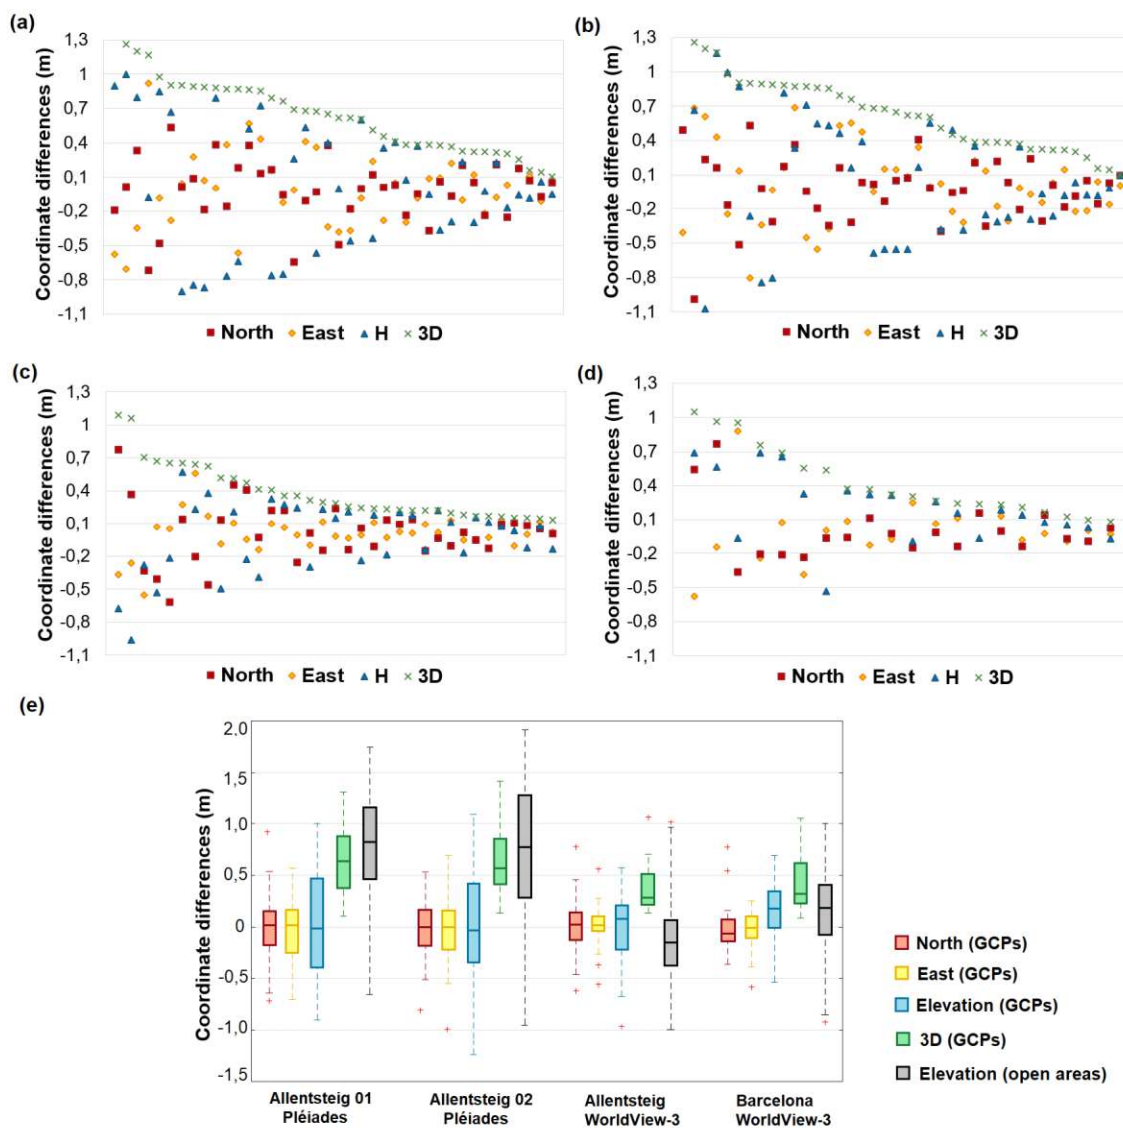 (a)
Coordinate differences (m)
1,3
1
0,7
0,4
0,1
-0,2
-0,5
-0,8
-1,1
North East H 3D
(b)
Coordinate differences (m)
1,3
1
0,7
0,4
0,1
-0,2
-0,5
-0,8
-1,1
North East H 3D
(c)
Coordinate differences (m)
1,3
1
0,7
0,4
0,1
-0,2
-0,5
-0,8
-1,1
North East H 3D
(d)
Coordinate differences (m)
1,3
1
0,7
0,4
0,1
-0,2
-0,5
-0,8
-1,1
North East H 3D
(e)
Coordinate differences (m)
2,0
1,5
1,0
0,5
0
-0,5
-1,0
-1,5
Allentsteig 01
Pléiades
Allentsteig 02
Pléiades
Allentsteig
WorldView-3
Barcelona
WorldView-3
North (GCPs)
East (GCPs)
Elevation (GCPs)
3D (GCPs)
Elevation (open areas)